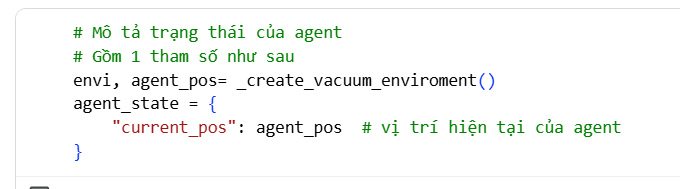 # Mô tả trạng thái của agent
# Gồm 1 tham số như sau
envi, agent_pos= _create_vacuum_enviroment()
agent_state = {
    "current_pos": agent_pos  # vị trí hiện tại của agent
}